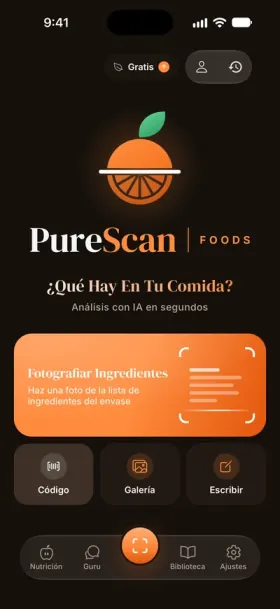 9:41
Gratis +
PureScan | FOODS
¿Qué Hay En Tu Comida?
Análisis con IA en segundos
Fotografiar Ingredientes
Haz una foto de la lista de
ingredientes del envase
Código
Galería
Escribir
Nutrición
Guru
Biblioteca
Ajustes